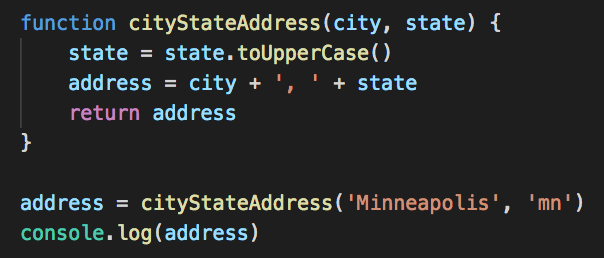 function cityStateAddress(city, state) {
    state = state.toUpperCase()
    address = city + ', ' + state
    return address
}

address = cityStateAddress('Minneapolis', 'mn')
console.log(address)